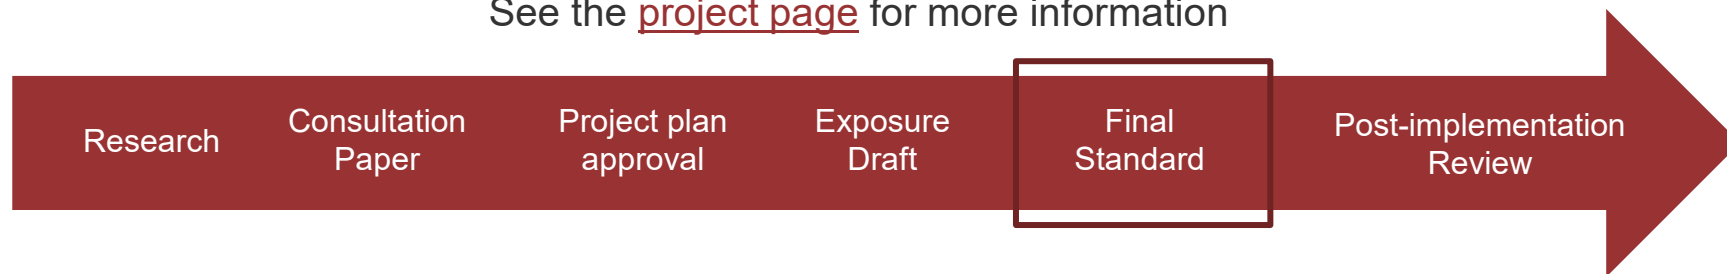 See the project page for more information
Research
Consultation
Paper
Project plan
approval
Exposure
Draft
Final
Standard
Post-implementation
Review